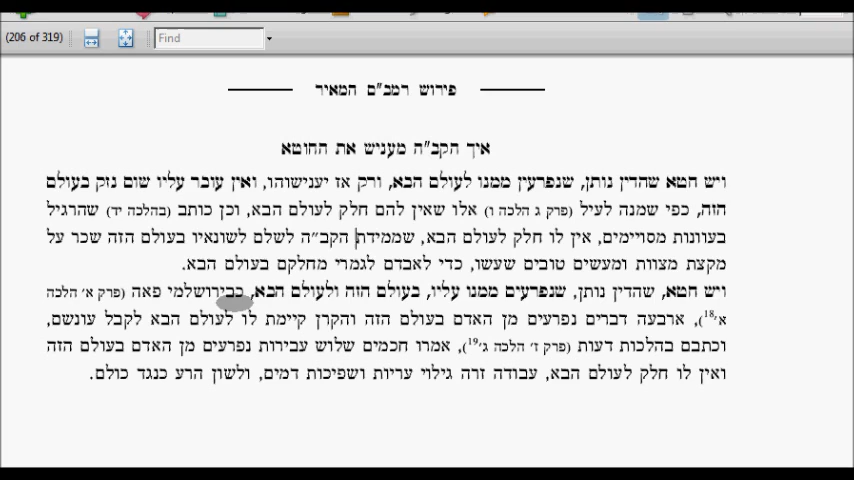 (206 of 319) Find
פירוש רמב"ם המאיר
איך הקב"ה מעניש את החוטא
ויש חטא שהדין נותן, שנפרעין ממנו לעולם הבא, ורק אז יענישוהו, ואין עובר עליו שום נזק בעולם
הזה, כפי שמנה לעיל (פרק ג הלכה ו) אלו שאין להם חלק לעולם הבא, וכן כותב (בהלכה יד) שהרגיל
בעוונות מסויימים, אין לו חלק לעולם הבא, שממידת הקב"ה לשלם לשונאיו בעולם הזה שכר על
מקצת מצוות ומעשים טובים שעשו, כדי לאבדם לגמרי מחלקם בעולם הבא.
ויש חטא, שהדין נותן, שנפרעים ממנו עליו, בעולם הזה ולעולם הבא, כבירושלמי פאה (פרק א' הלכה
א'18), ארבעה דברים נפרעים מן האדם בעולם הזה והקרן קיימת לו לעולם הבא לקבל עונשם,
וכתבם בהלכות דעות (פרק ז' הלכה ג'19), אמרו חכמים שלוש עבירות נפרעים מן האדם בעולם הזה
ואין לו חלק לעולם הבא, עבודה זרה גילוי עריות ושפיכות דמים, ולשון הרע כנגד כולם.